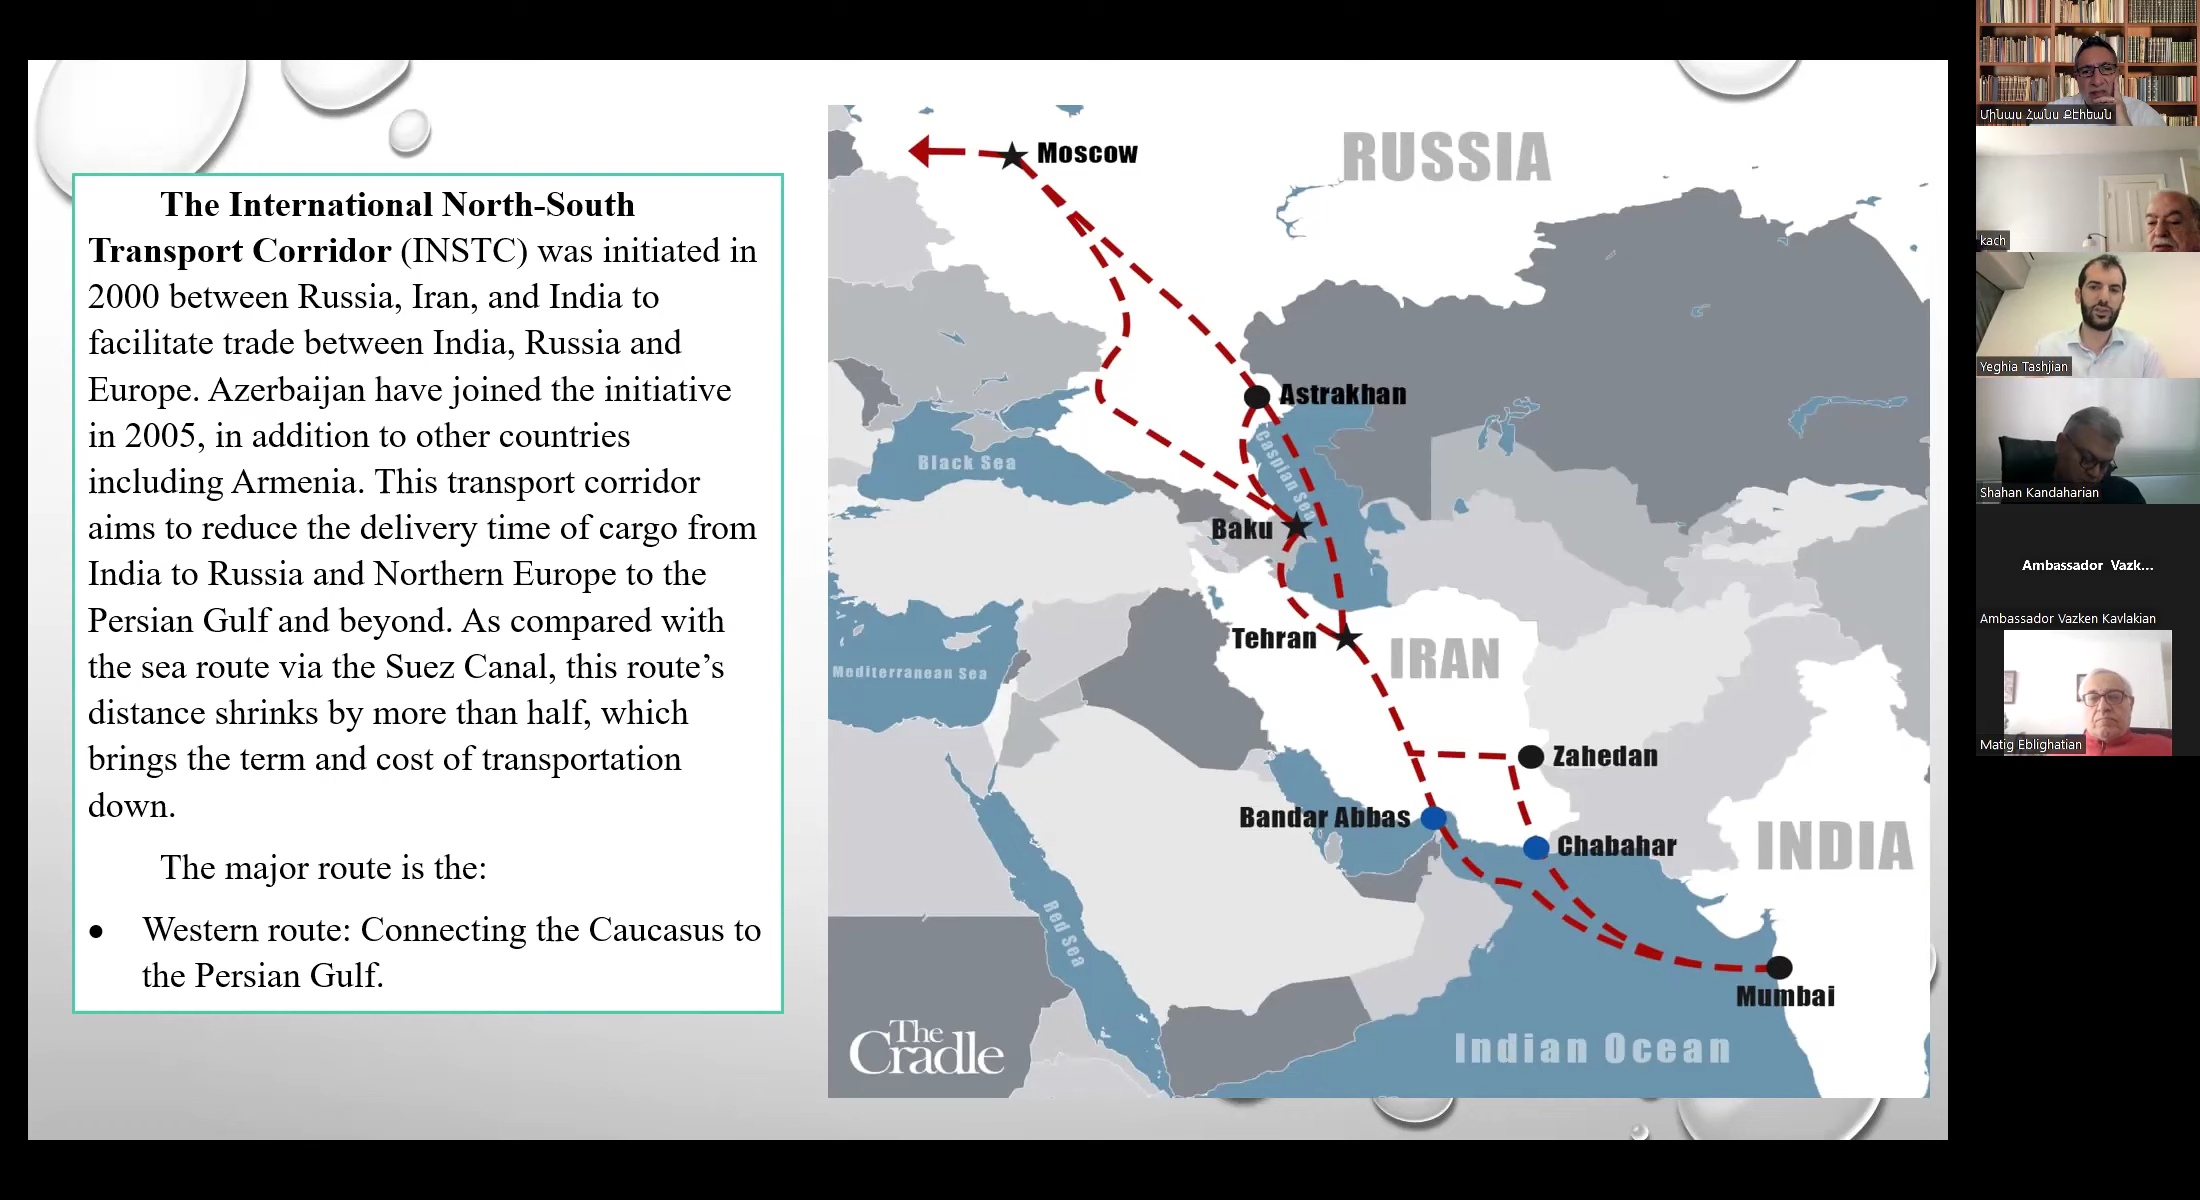 The International North-South
Transport Corridor (INSTC) was initiated in
2000 between Russia, Iran, and India to
facilitate trade between India, Russia and
Europe. Azerbaijan have joined the initiative
in 2005, in addition to other countries
including Armenia. This transport corridor
aims to reduce the delivery time of cargo from
India to Russia and Northern Europe to the
Persian Gulf and beyond. As compared with
the sea route via the Suez Canal, this route’s
distance shrinks by more than half, which
brings the term and cost of transportation
down.
The major route is the:
• Western route: Connecting the Caucasus to
the Persian Gulf.
Moscow
RUSSIA
Astrakhan
Caspian Sea
Black Sea
Baku
Tehran
IRAN
Mediterranean Sea
Zahedan
Bandar Abbas
Chabahar
INDIA
Red Sea
Mumbai
Indian Ocean
The
Cradle
Մինաս Հանս Քէհեան
kach
Yeghia Tashjian
Shahan Kandaharian
Ambassador Vazk...
Ambassador Vazken Kavlakian
Matig Eblighatian